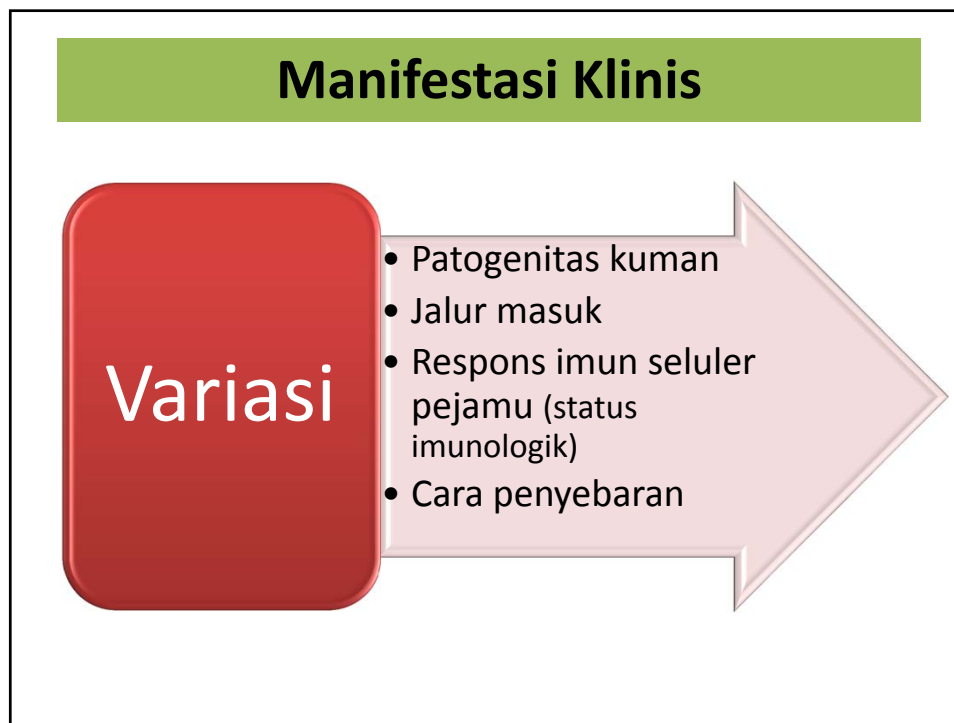 Manifestasi Klinis
Variasi
• Patogenitas kuman
• Jalur masuk
• Respons imun seluler
pejamu (status
imunologik)
• Cara penyebaran